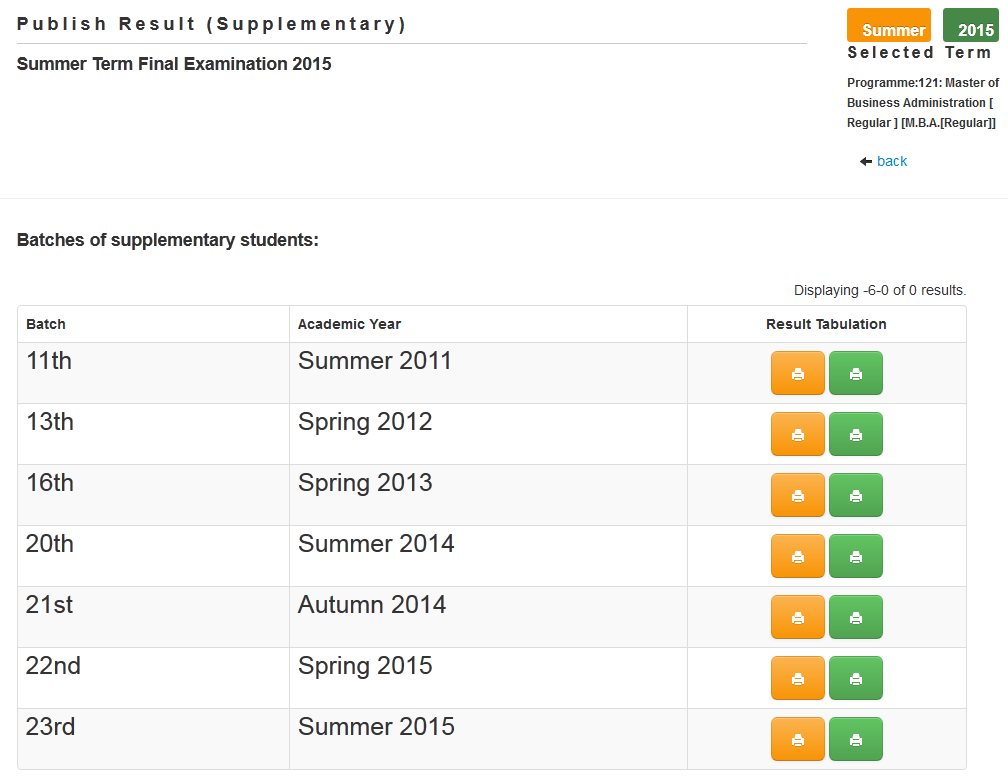 Publish Result (Supplementary)
Summer Term Final Examination 2015
Summer 2015
Selected Term
Programme:121: Master of
Business Administration [
Regular ] [M.B.A.[Regular]]
back
Batches of supplementary students:
Displaying -6-0 of 0 results.
Batch Academic Year Result Tabulation
11th Summer 2011
13th Spring 2012
16th Spring 2013
20th Summer 2014
21st Autumn 2014
22nd Spring 2015
23rd Summer 2015